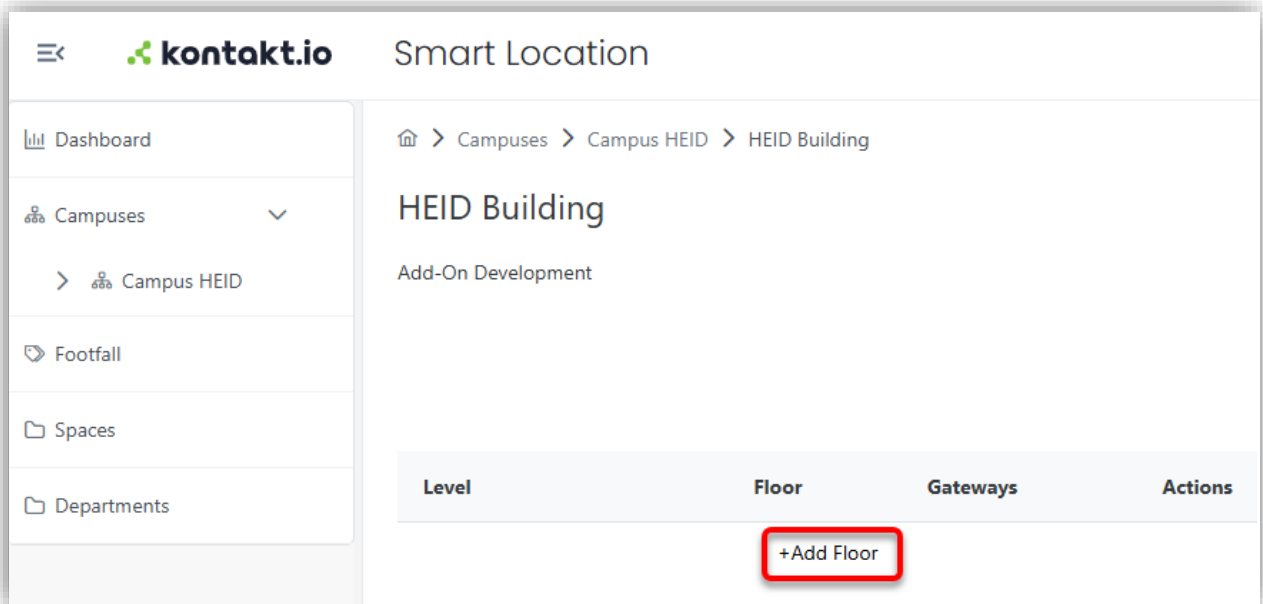 kontakt.io
Smart Location
Dashboard
Campuses
Campus HEID
Footfall
Spaces
Departments
Campuses > Campus HEID > HEID Building
HEID Building
Add-On Development
Level Floor Gateways Actions
+Add Floor